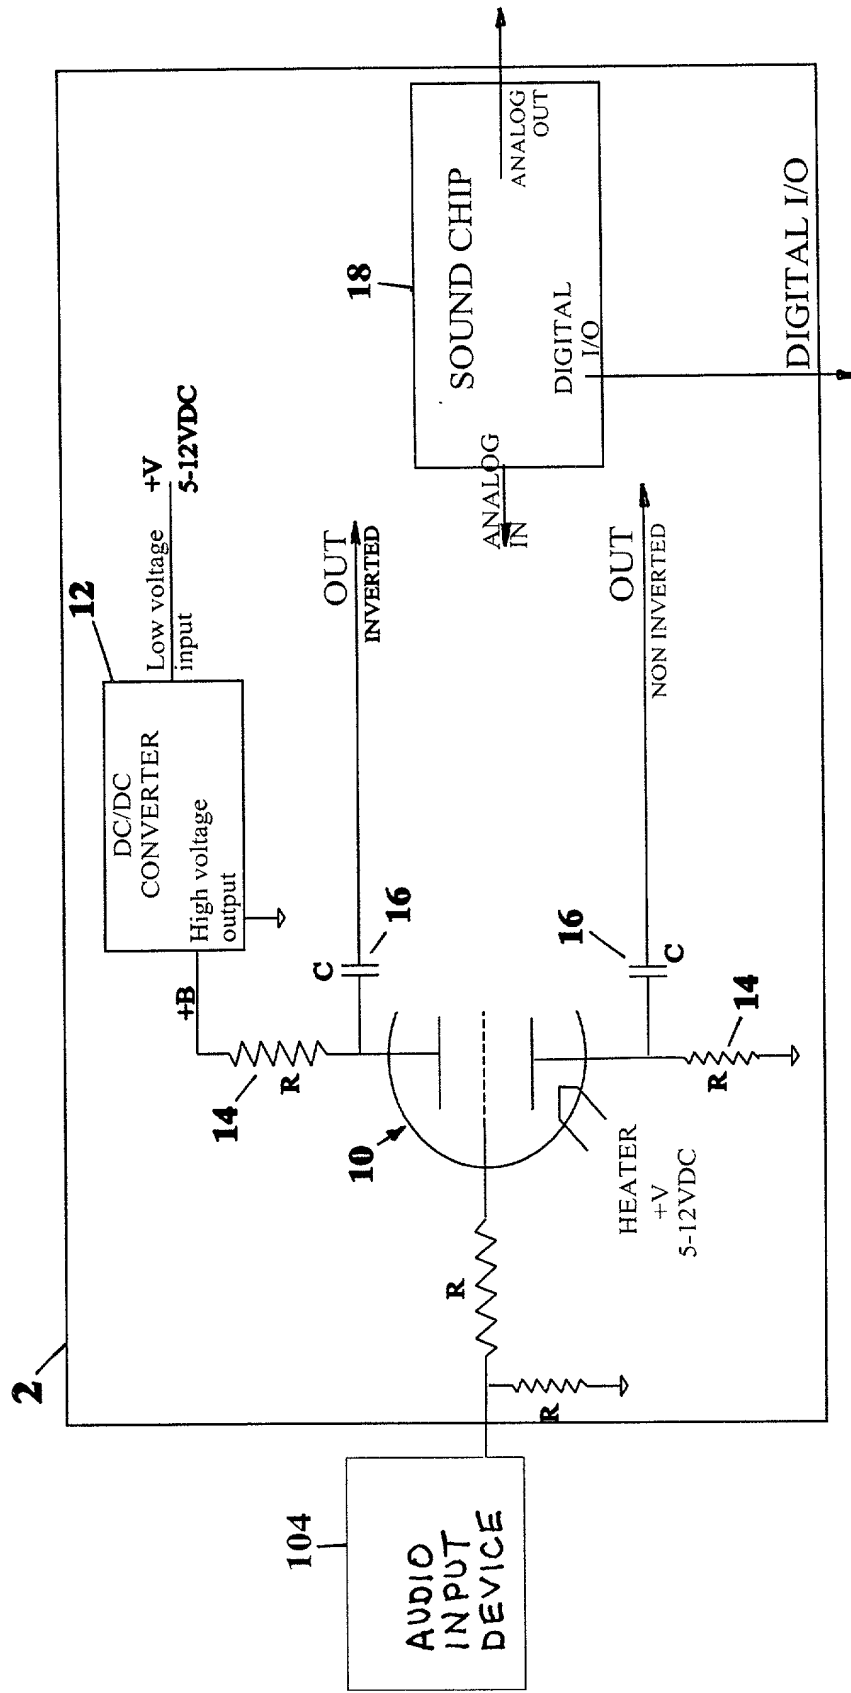 2
12
DC/DC
CONVERTER
High voltage
output
Low voltage
input
+V
5-12VDC
+B
14
R
C
16
OUT
INVERTED
18
SOUND CHIP
ANALOG
OUT
ANALOG
IN
DIGITAL
I/O
DIGITAL I/O
10
104
AUDIO
INPUT
DEVICE
R
R
HEATER
+V
5-12VDC
16
C
R
14
OUT
NON INVERTED